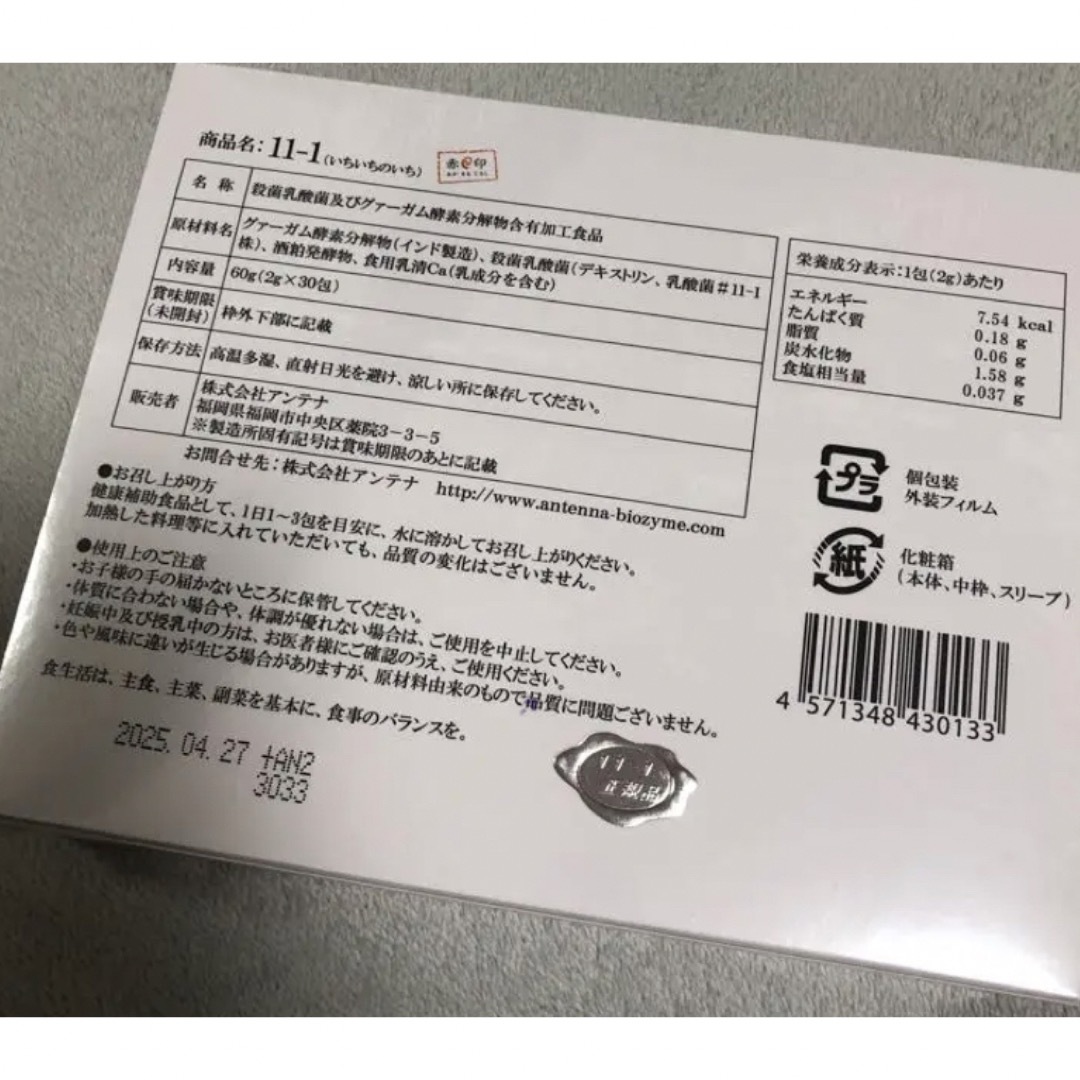 商品名：11-1（いちいちのいち） 赤e印
名 称 殺菌乳酸菌及びグァーガム酵素分解物含有加工食品
原材料名 グァーガム酵素分解物（インド製造）、殺菌乳酸菌（デキストリン、乳酸菌＃11-1
株）、酒粕発酵物、食用乳清Ca（乳成分を含む）
内容量 60g（2g×30包）
賞味期限
（未開封） 枠外下部に記載
保存方法 高温多湿、直射日光を避け、涼しい所に保存してください。
販売者 株式会社アンテナ
福岡県福岡市中央区薬院3-3-5
※製造所固有記号は賞味期限のあとに記載
お問合せ先：株式会社アンテナ http://www.antenna-biozyme.com
●お召し上がり方
健康補助食品として、1日1〜3包を目安に、水に溶かしてお召し上がりください。
加熱した料理等に入れていただいても、品質の変化はございません。
●使用上のご注意
・お子様の手の届かないところに保管してください。
・体質に合わない場合や、体調が優れない場合は、ご使用を中止してください。
・妊娠中及び授乳中の方は、お医者様にご確認のうえ、ご使用ください。
・色や風味に違いが生じる場合がありますが、原材料由来のもので品質に問題ございません。
食生活は、主食、主菜、副菜を基本に、食事のバランスを。
2025.04.27 ‡AN2
3033
栄養成分表示：1包（2g）あたり
エネルギー 7.54 kcal
たんぱく質 0.18 g
脂質 0.06 g
炭水化物 1.58 g
食塩相当量 0.037 g
プラ 個包装
外装フィルム
紙 化粧箱
（本体、中枠、スリーブ）
4 571348 430133
11-1
正規品